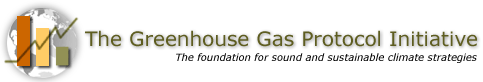 The Greenhouse Gas Protocol Initiative
The foundation for sound and sustainable climate strategies